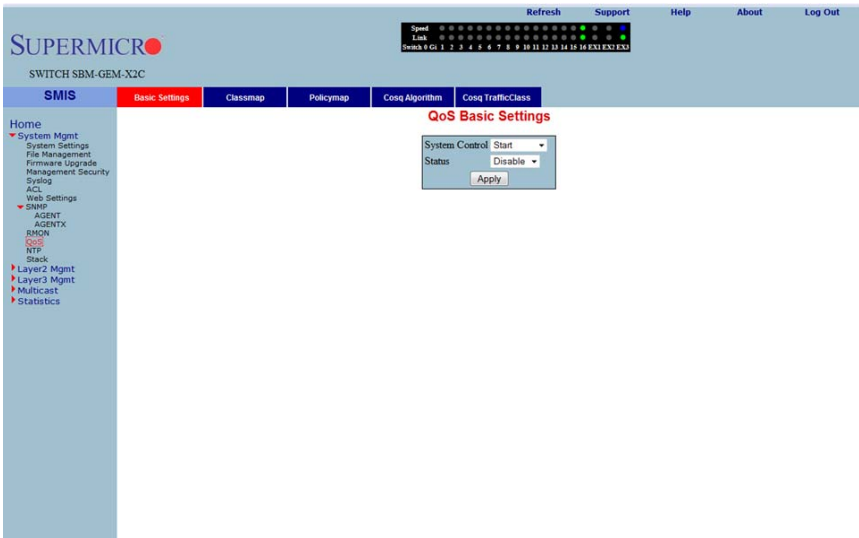 Refresh Support Help About Log Out
SUPERMICRO
SWITCH SBM-GEM-X2C
Speed
Link
Switch 0 Gi 1 2 3 4 5 6 7 8 9 10 11 12 13 14 15 16 EX1 EX2 EX3
SMIS
Basic Settings Classmap Policymap Cosq Algorithm Cosq TrafficClass
Home
System Mgmt
System Settings
File Management
Firmware Upgrade
Management Security
Syslog
ACL
Web Settings
SNMP
AGENT
AGENTX
RMON
QoS
NTP
Stack
Layer2 Mgmt
Layer3 Mgmt
Multicast
Statistics
QoS Basic Settings
System Control Start
Status Disable
Apply